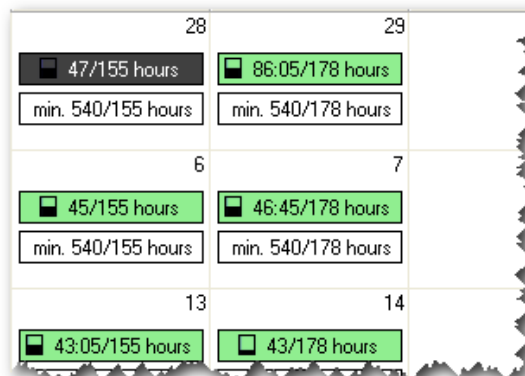 28 29
47/155 hours 86:05/178 hours
min. 540/155 hours min. 540/178 hours
6 7
45/155 hours 46:45/178 hours
min. 540/155 hours min. 540/178 hours
13 14
43:05/155 hours 43/178 hours